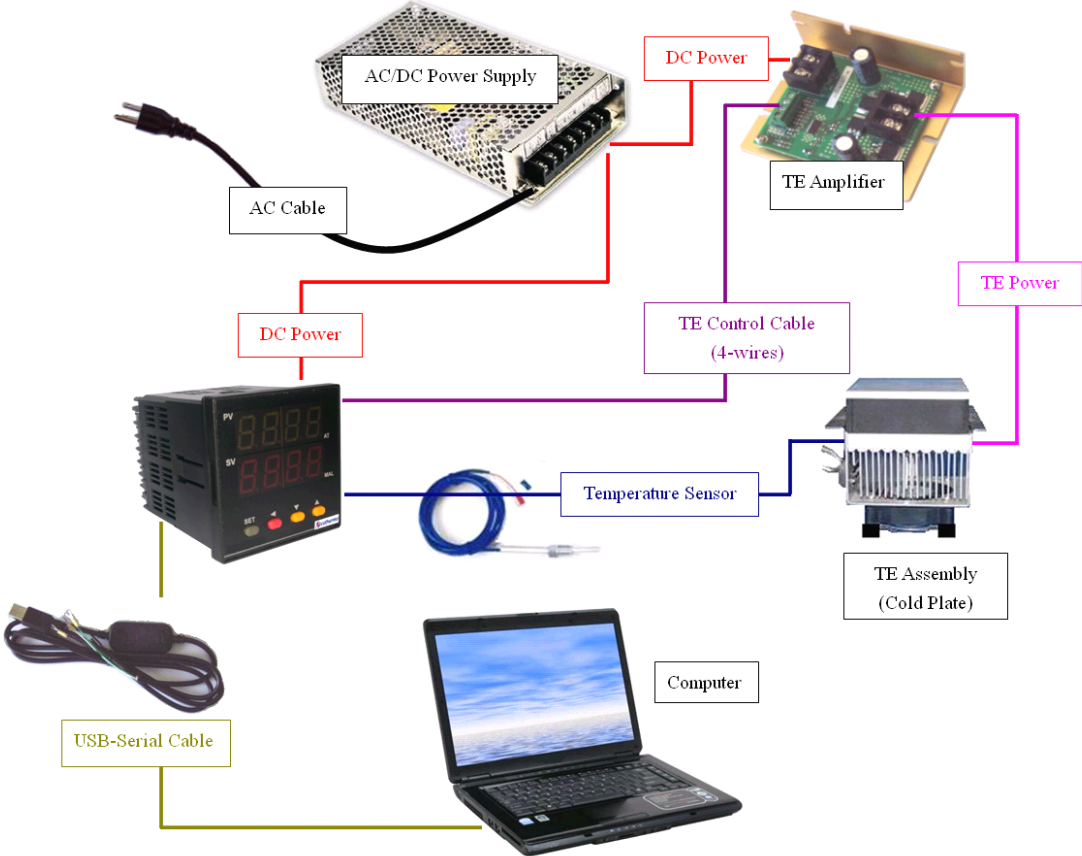 AC/DC Power Supply
DC Power
TE Amplifier
AC Cable
TE Power
DC Power
TE Control Cable
(4-wires)
PV
AT
SV
MAL
SET
Temperature Sensor
TE Assembly
(Cold Plate)
Computer
USB-Serial Cable